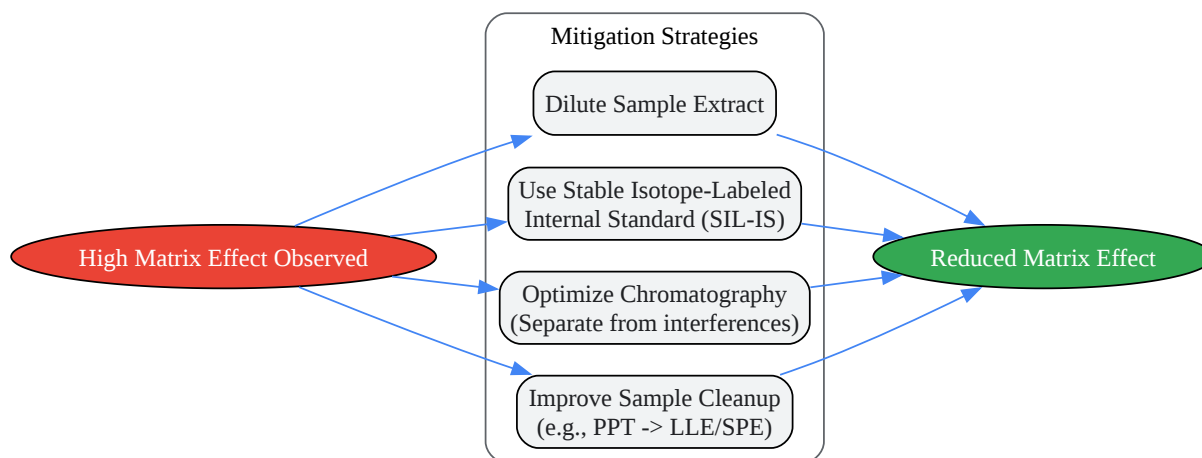 Mitigation Strategies
Dilute Sample Extract
Use Stable Isotope-Labeled
Internal Standard (SIL-IS)
High Matrix Effect Observed
Reduced Matrix Effect
Optimize Chromatography
(Separate from interferences)
Improve Sample Cleanup
(e.g., PPT -> LLE/SPE)